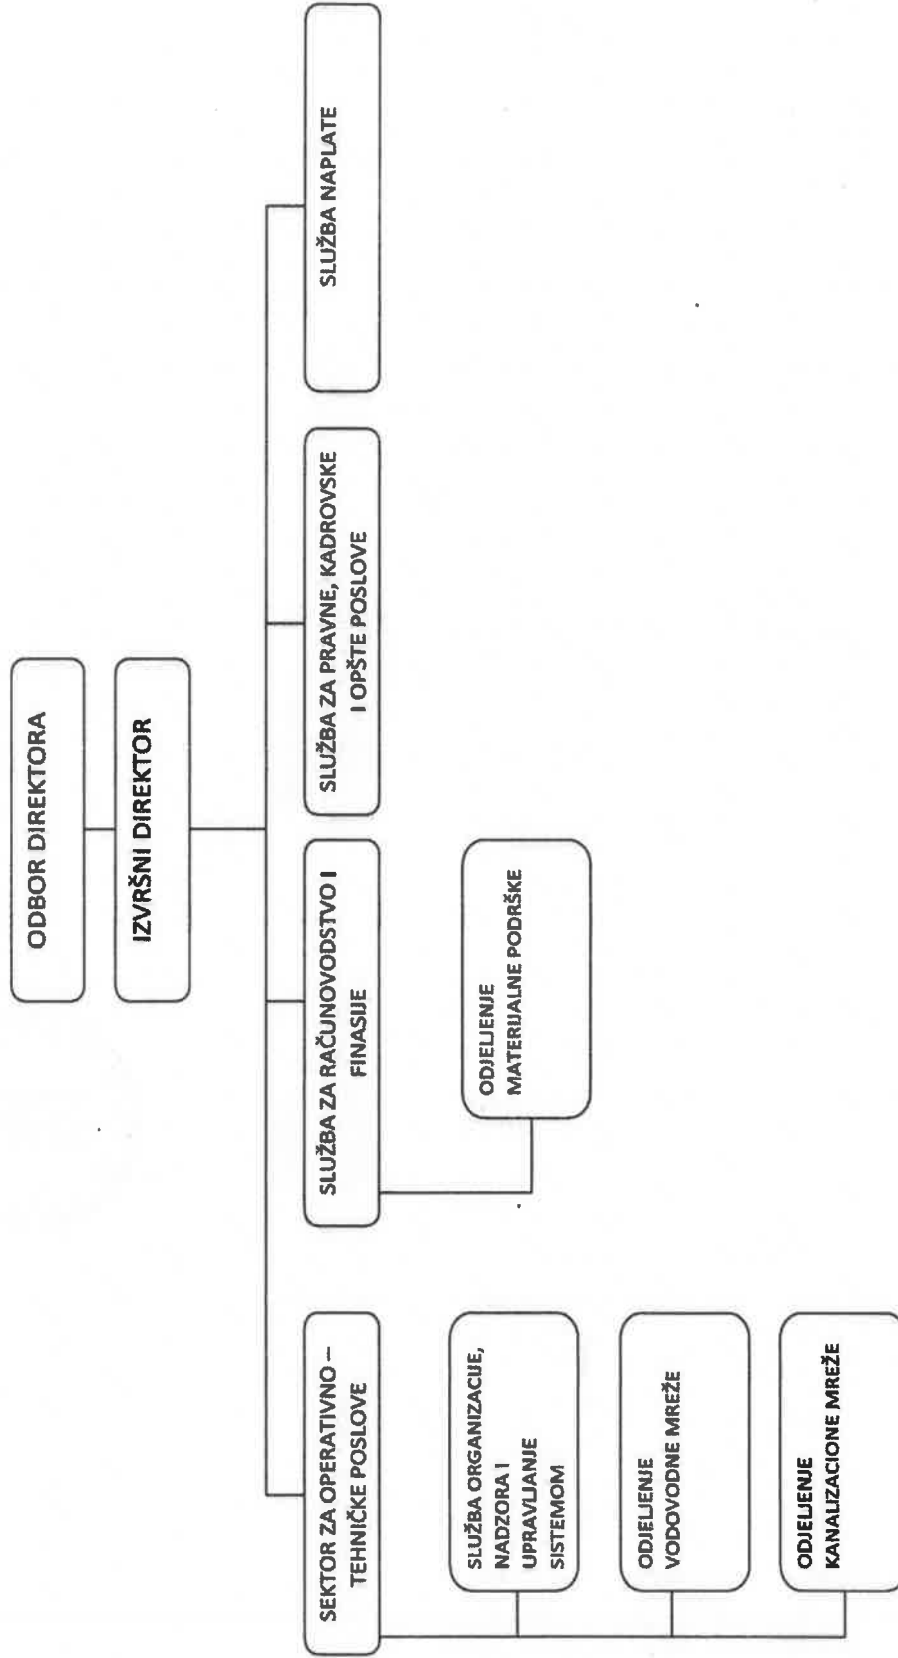 ODBOR DIREKTORA
IZVRŠNI DIREKTOR
SEKTOR ZA OPERATIVNO –
TEHNIČKE POSLOVE
SLUŽBA ZA RAČUNOVODSTVO I
FINASIJE
SLUŽBA ZA PRAVNE, KADROVSKE
I OPŠTE POSLOVE
SLUŽBA NAPLATE
SLUŽBA ORGANIZACIJE,
NADZORA I
UPRAVLJANJE
SISTEMOM
ODJELJENJE
VODOVODNE MREŽE
ODJELJENJE
KANALIZACIONE MREŽE
ODJELJENJE
MATERIJALNE PODRŠKE